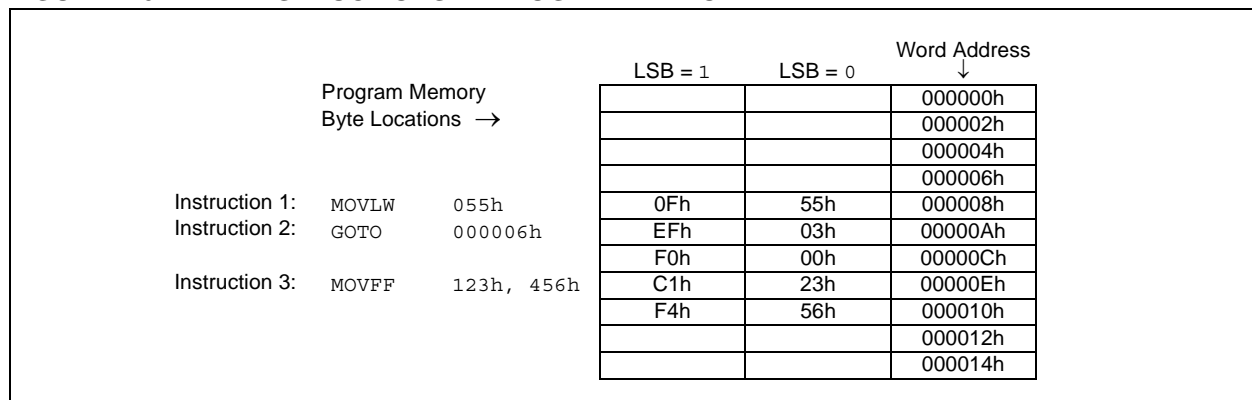 Word Address
LSB = 1 LSB = 0 ↓
Program Memory 000000h
Byte Locations → 000002h
000004h
000006h
Instruction 1: MOVLW 055h 0Fh 55h 000008h
Instruction 2: GOTO 000006h EFh 03h 00000Ah
F0h 00h 00000Ch
Instruction 3: MOVFF 123h, 456h C1h 23h 00000Eh
F4h 56h 000010h
000012h
000014h